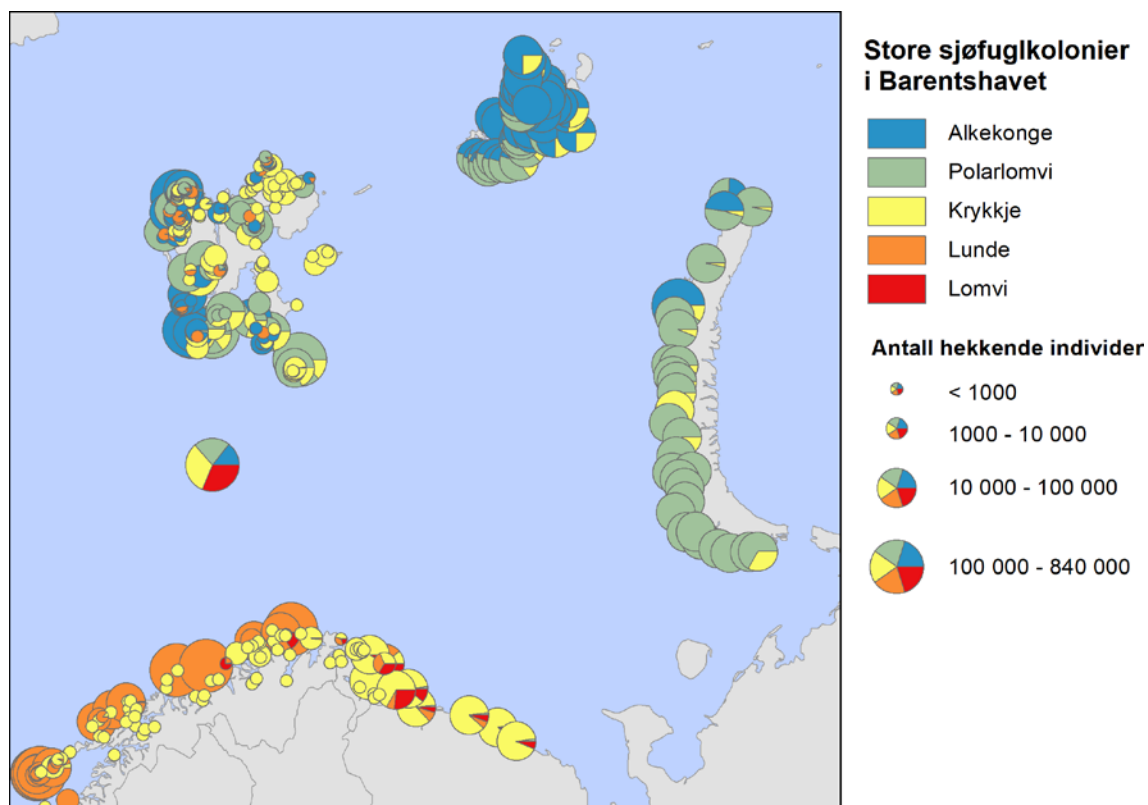 Store sjøfuglkolonier
i Barentshavet
Alkekonge
Polarlomvi
Krykkje
Lunde
Lomvi
Antall hekkende individer
< 1000
1000 - 10 000
10 000 - 100 000
100 000 - 840 000